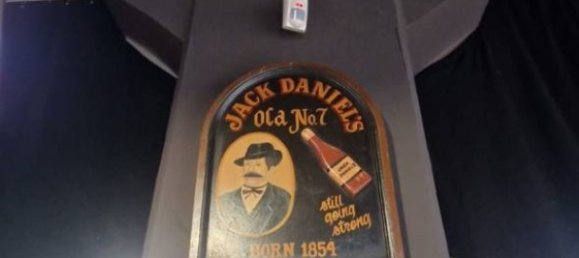 JACK DANIEL'S
Old No.7
still
going
strong
BORN 1854